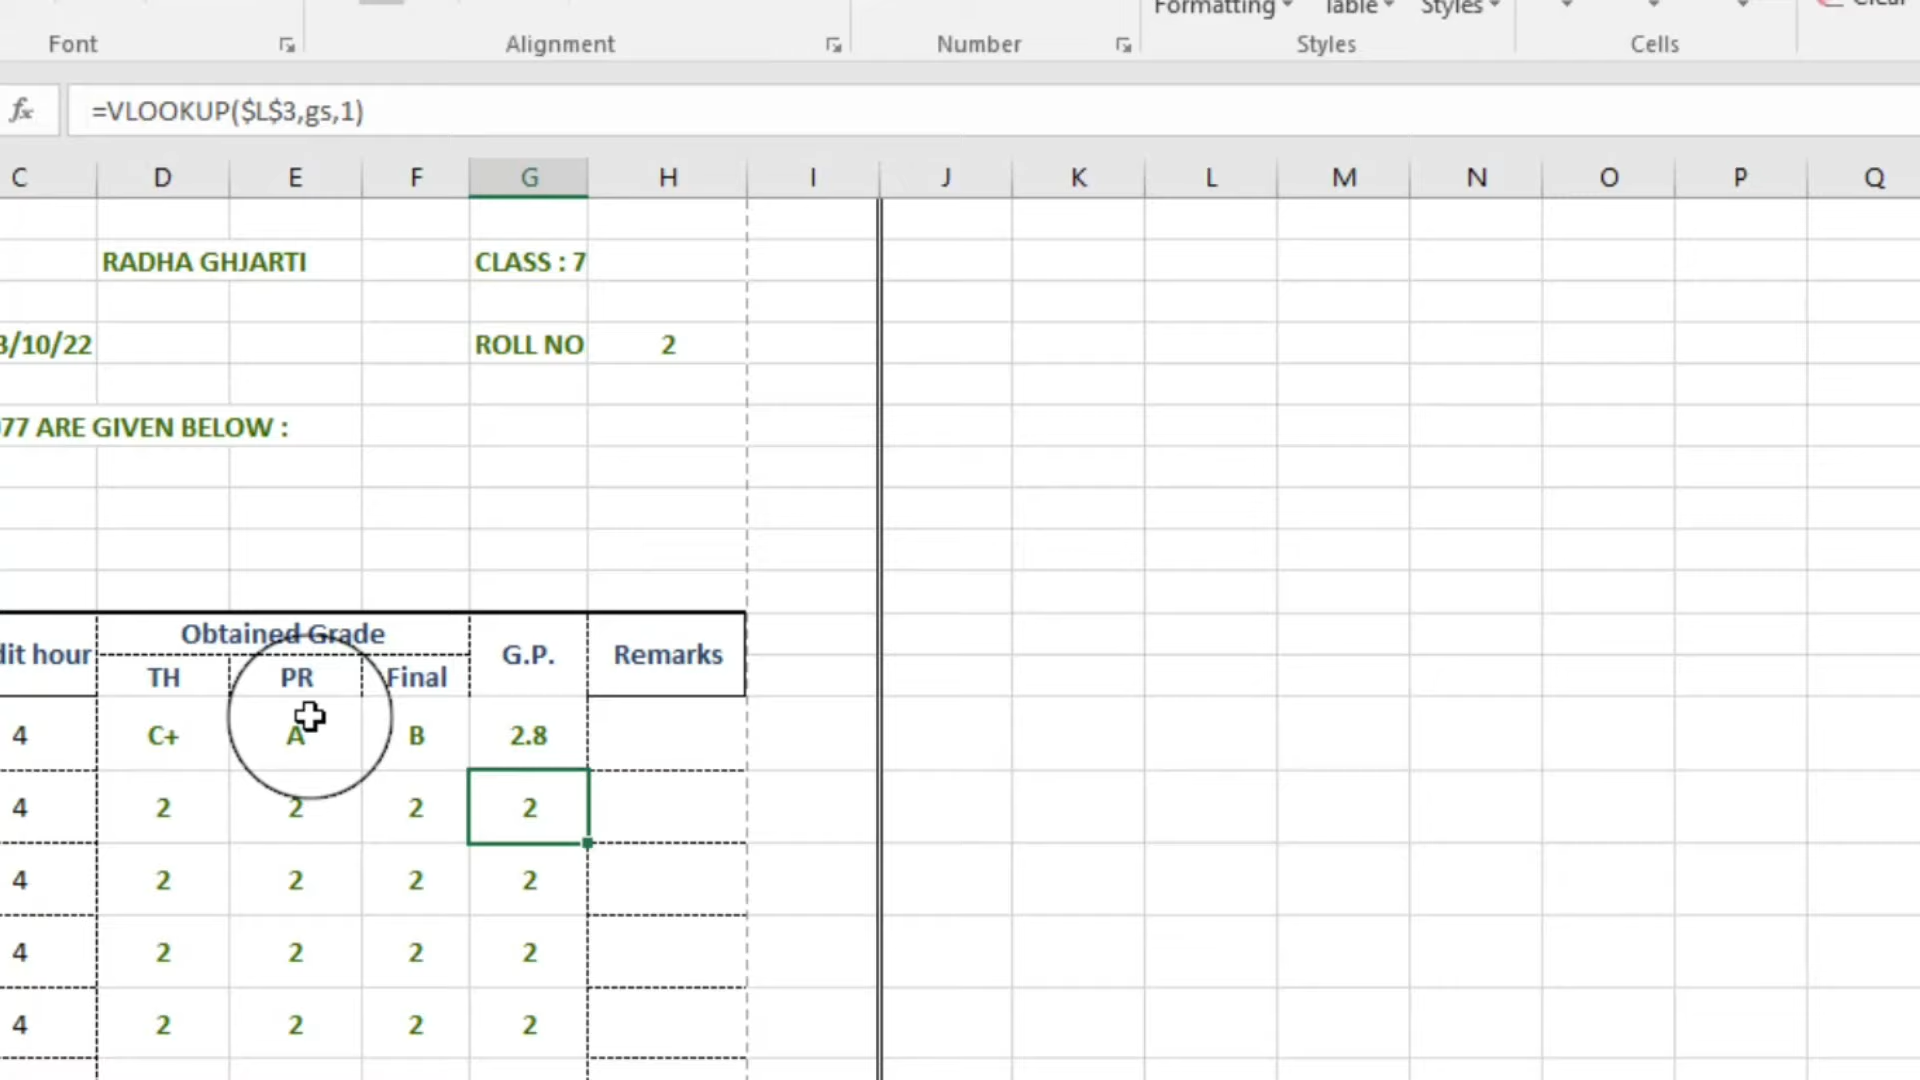 Formatting Table Styles
Font Alignment Number Styles Cells
fx =VLOOKUP($L$3,gs,1)
C D E F G H I J K L M N O P Q
RADHA GHJARTI CLASS : 7
/10/22 ROLL NO 2
077 ARE GIVEN BELOW :
dit hour Obtained Grade G.P. Remarks
TH PR Final
4 C+ A B 2.8
4 2 2 2 2
4 2 2 2 2
4 2 2 2 2
4 2 2 2 2